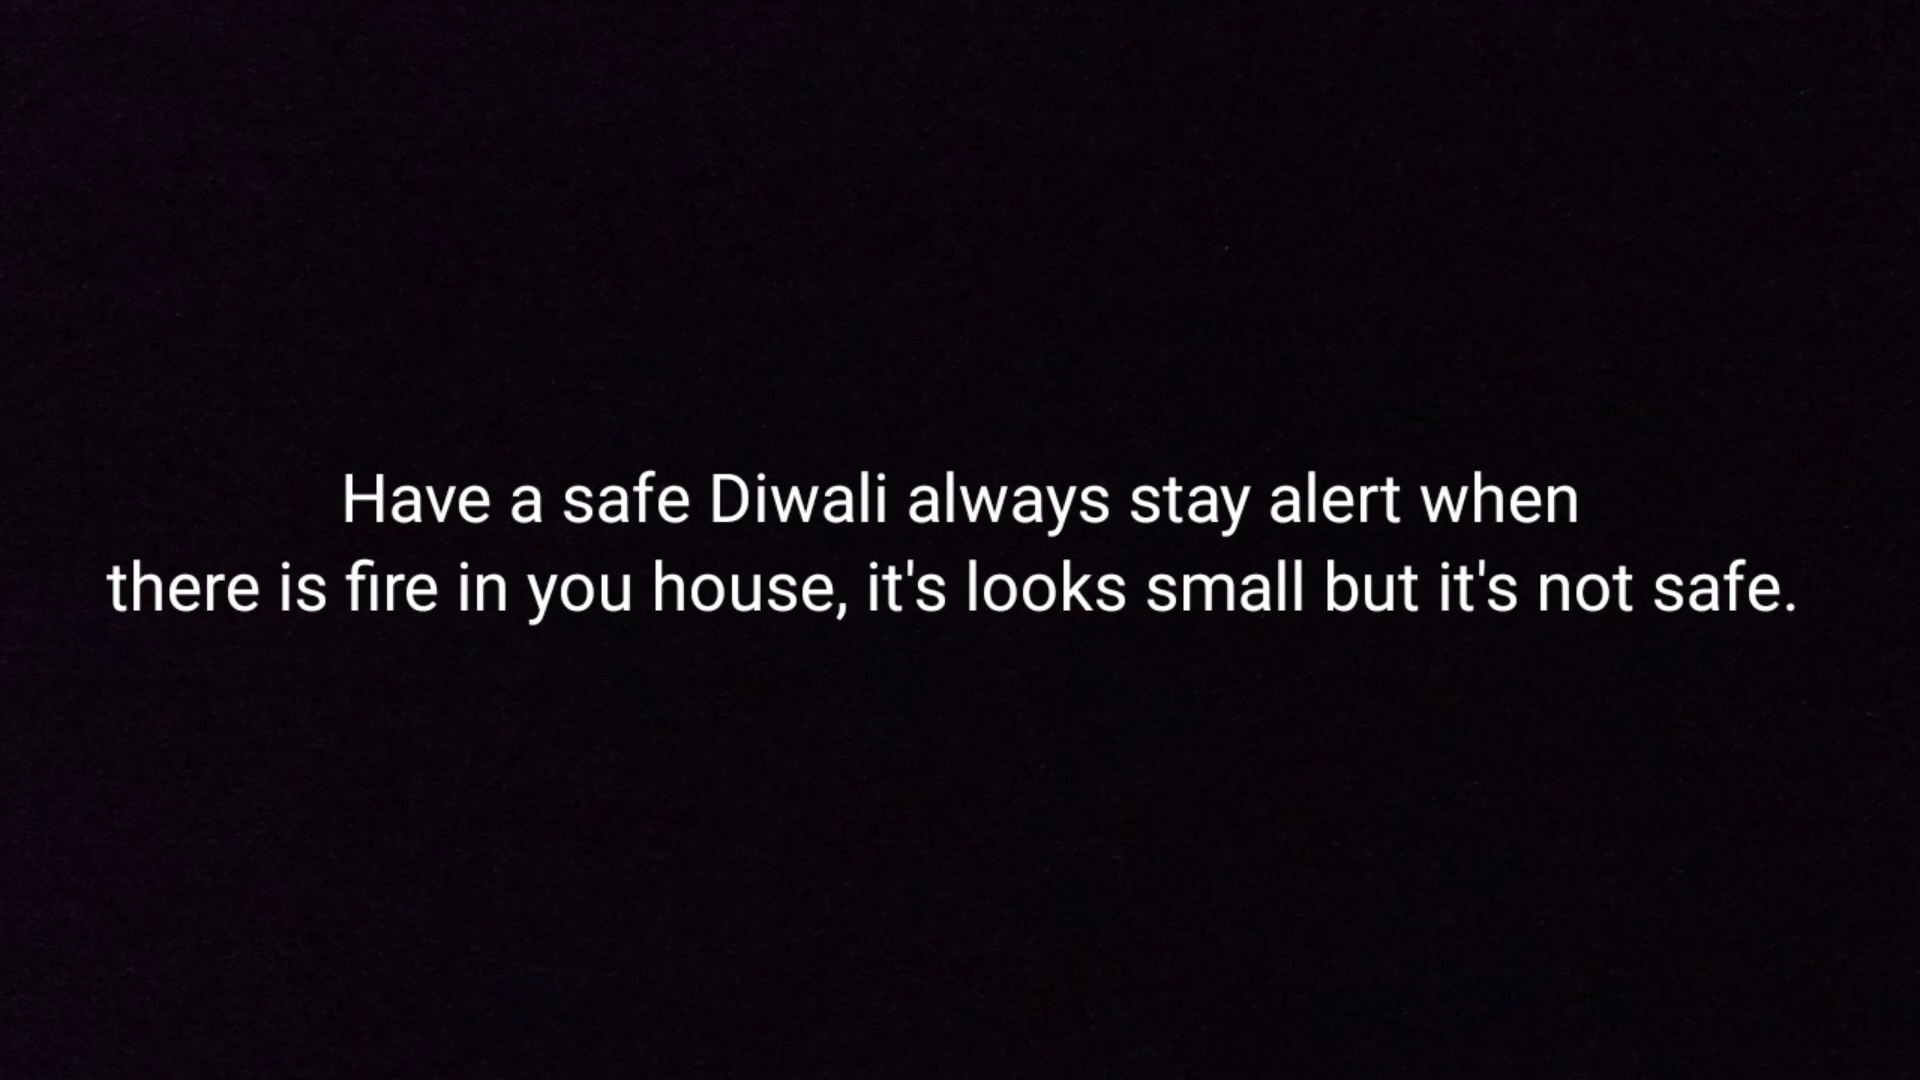 Have a safe Diwali always stay alert when
there is fire in you house, it's looks small but it's not safe.